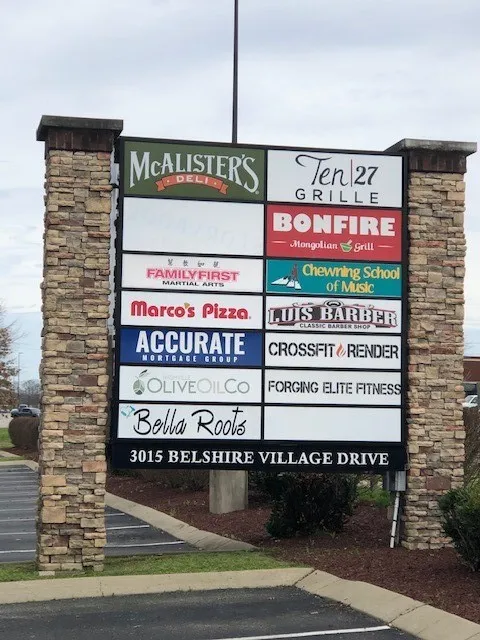 McALISTER'S
DELI
Ten|27
GRILLE
BONFIRE
Mongolian Grill
FAMILYFIRST
MARTIAL ARTS
Chewning School
of Music
Marco's Pizza
LUIS BARBER
CLASSIC BARBER SHOP
ACCURATE
MORTGAGE GROUP
CROSSFIT RENDER
OLIVEOILCO
FORGING ELITE FITNESS
Bella Roots
3015 BELSHIRE VILLAGE DRIVE